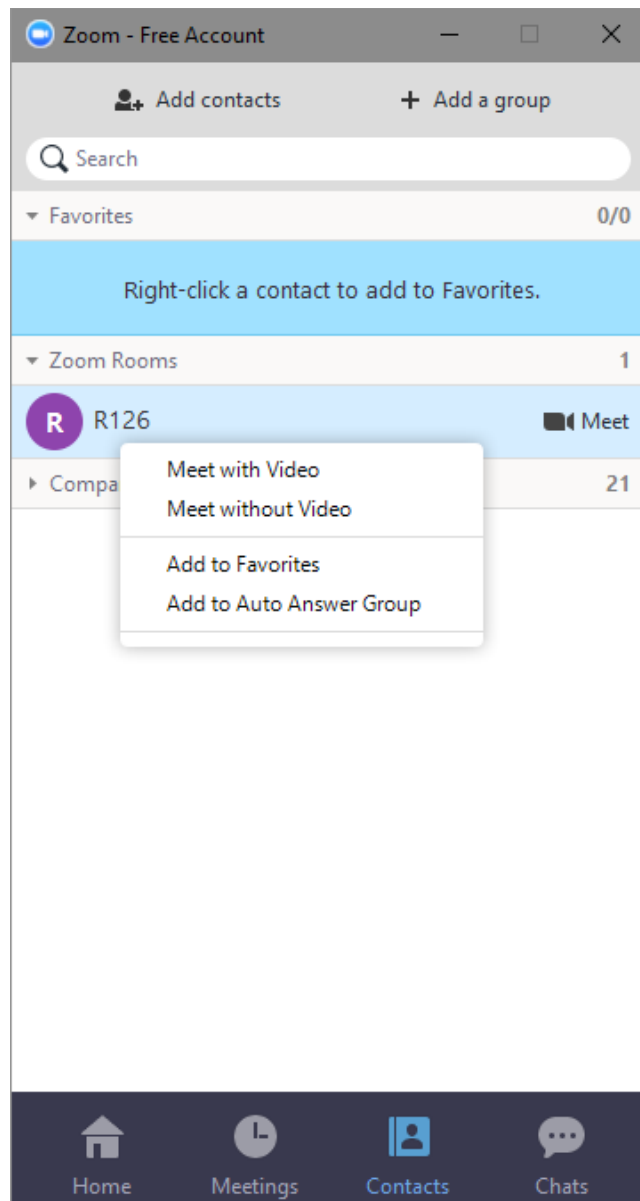 Zoom - Free Account
Add contacts
Add a group
Search
Favorites 0/0
Right-click a contact to add to Favorites.
Zoom Rooms 1
R R126 Meet
Compa 21
Meet with Video
Meet without Video
Add to Favorites
Add to Auto Answer Group
Home Meetings Contacts Chats